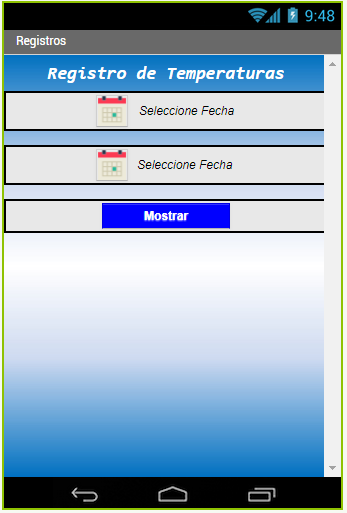 9:48
Registros
Registro de Temperaturas
Seleccione Fecha
Seleccione Fecha
Mostrar